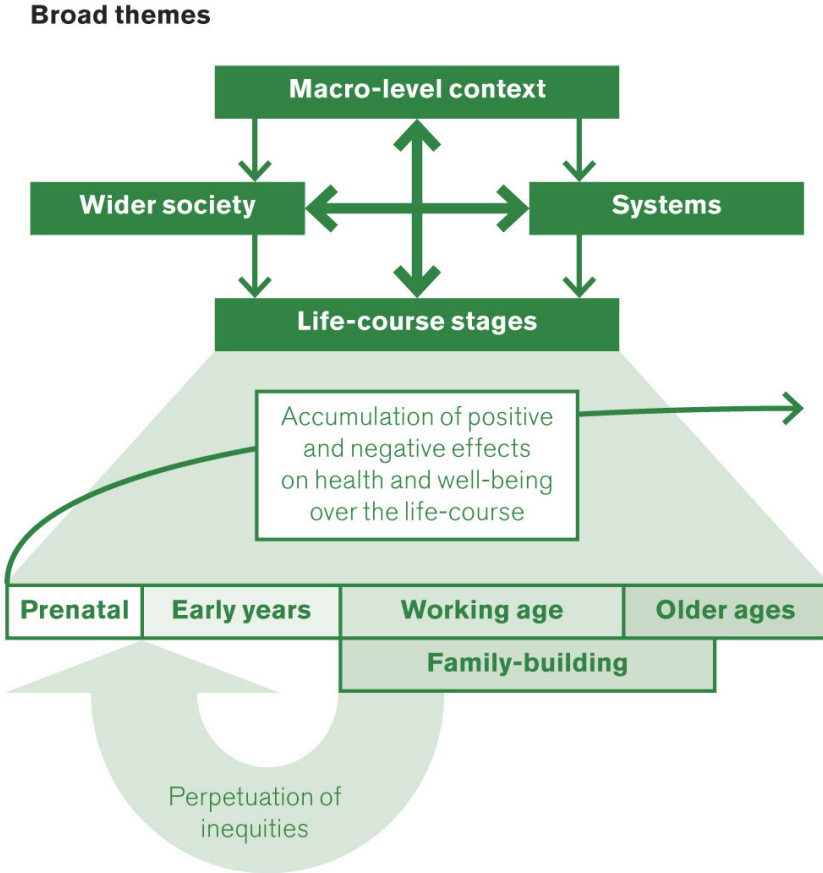 Broad themes
Macro-level context
Wider society
Systems
Life-course stages
Accumulation of positive
and negative effects
on health and well-being
over the life-course
Prenatal
Early years
Working age
Older ages
Family-building
Perpetuation of
inequities